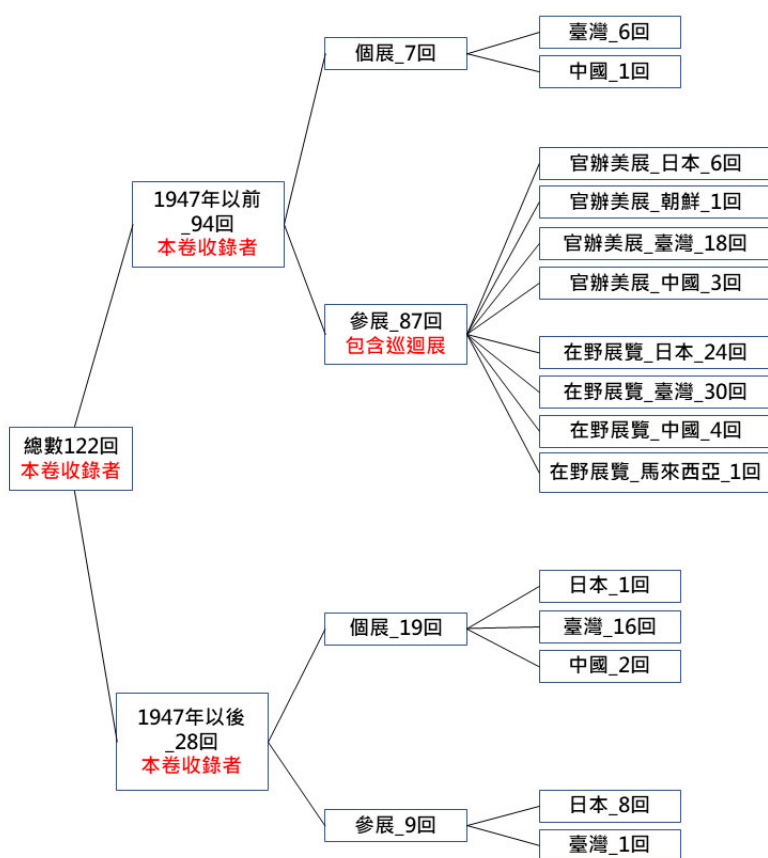 總數122回
本卷收錄者
1947年以前
_94回
本卷收錄者
個展_7回
臺灣_6回
中國_1回
參展_87回
包含巡迴展
官辦美展_日本_6回
官辦美展_朝鮮_1回
官辦美展_臺灣_18回
官辦美展_中國_3回
在野展覽_日本_24回
在野展覽_臺灣_30回
在野展覽_中國_4回
在野展覽_馬來西亞_1回
1947年以後
_28回
本卷收錄者
個展_19回
日本_1回
臺灣_16回
中國_2回
參展_9回
日本_8回
臺灣_1回